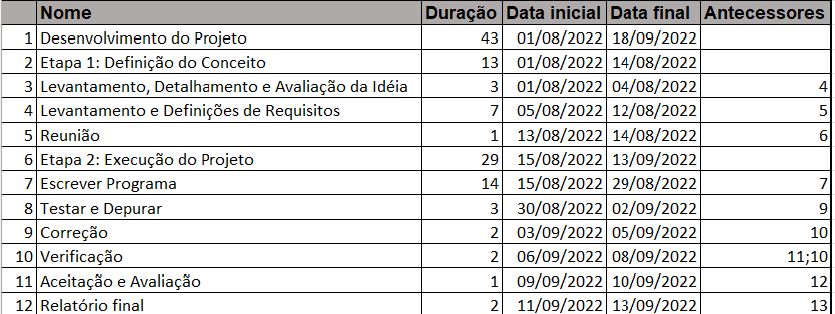 Nome Duração Data inicial Data final Antecessores
1 Desenvolvimento do Projeto 43 01/08/2022 18/09/2022
2 Etapa 1: Definição do Conceito 13 01/08/2022 14/08/2022
3 Levantamento, Detalhamento e Avaliação da Idéia 3 01/08/2022 04/08/2022 4
4 Levantamento e Definições de Requisitos 7 05/08/2022 12/08/2022 5
5 Reunião 1 13/08/2022 14/08/2022 6
6 Etapa 2: Execução do Projeto 29 15/08/2022 13/09/2022
7 Escrever Programa 14 15/08/2022 29/08/2022 7
8 Testar e Depurar 3 30/08/2022 02/09/2022 9
9 Correção 2 03/09/2022 05/09/2022 10
10 Verificação 2 06/09/2022 08/09/2022 11;10
11 Aceitação e Avaliação 1 09/09/2022 10/09/2022 12
12 Relatório final 2 11/09/2022 13/09/2022 13